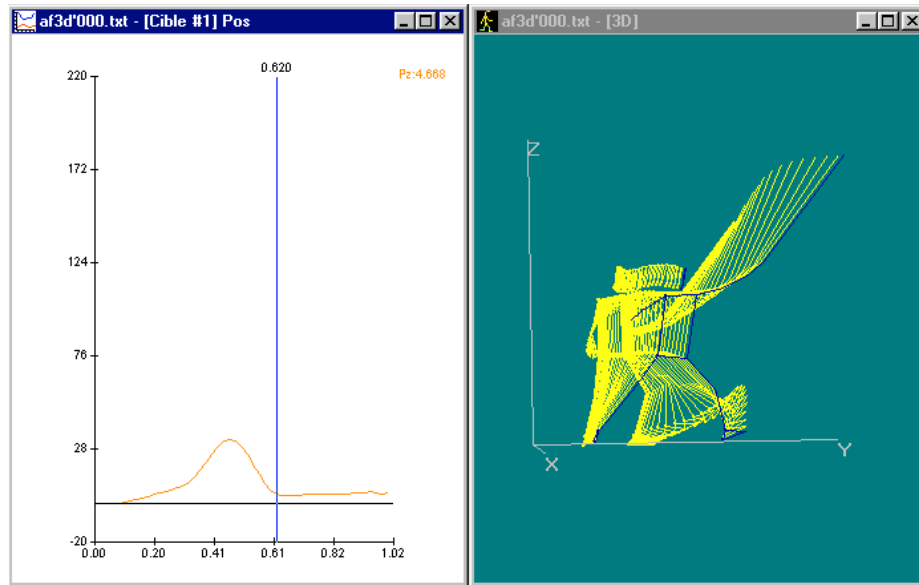 af3d'000.txt - [Cible #1] Pos
0.620
Pz:4.668
220
172
124
76
28
-20
0.00 0.20 0.41 0.61 0.82 1.02
af3d'000.txt - [3D]
Z
X
Y